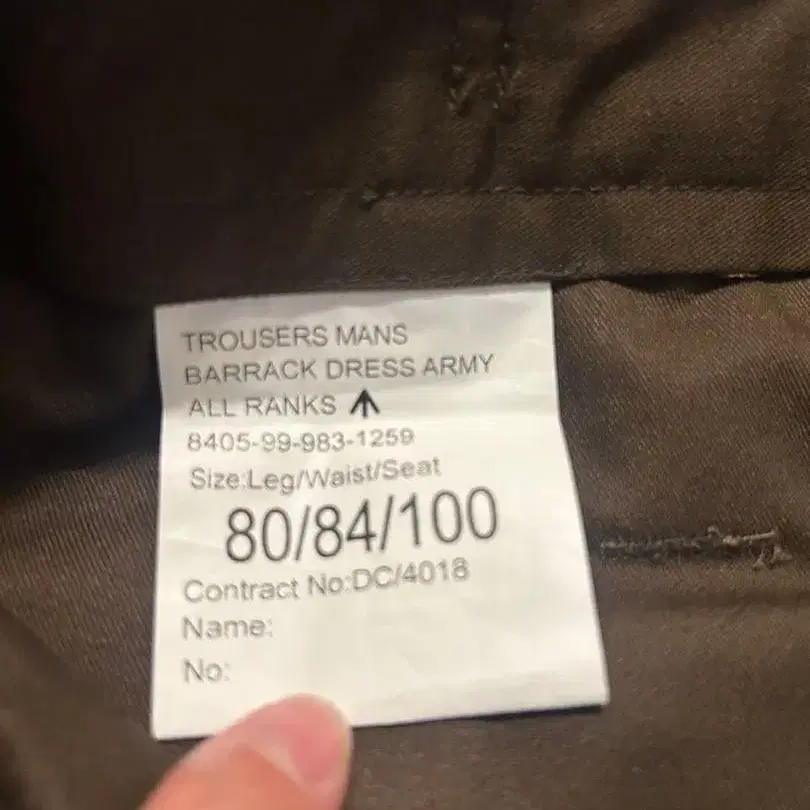 TROUSERS MANS
BARRACK DRESS ARMY
ALL RANKS
8405-99-983-1259
Size:Leg/Waist/Seat
80/84/100
Contract No:DC/4018
Name:
No: